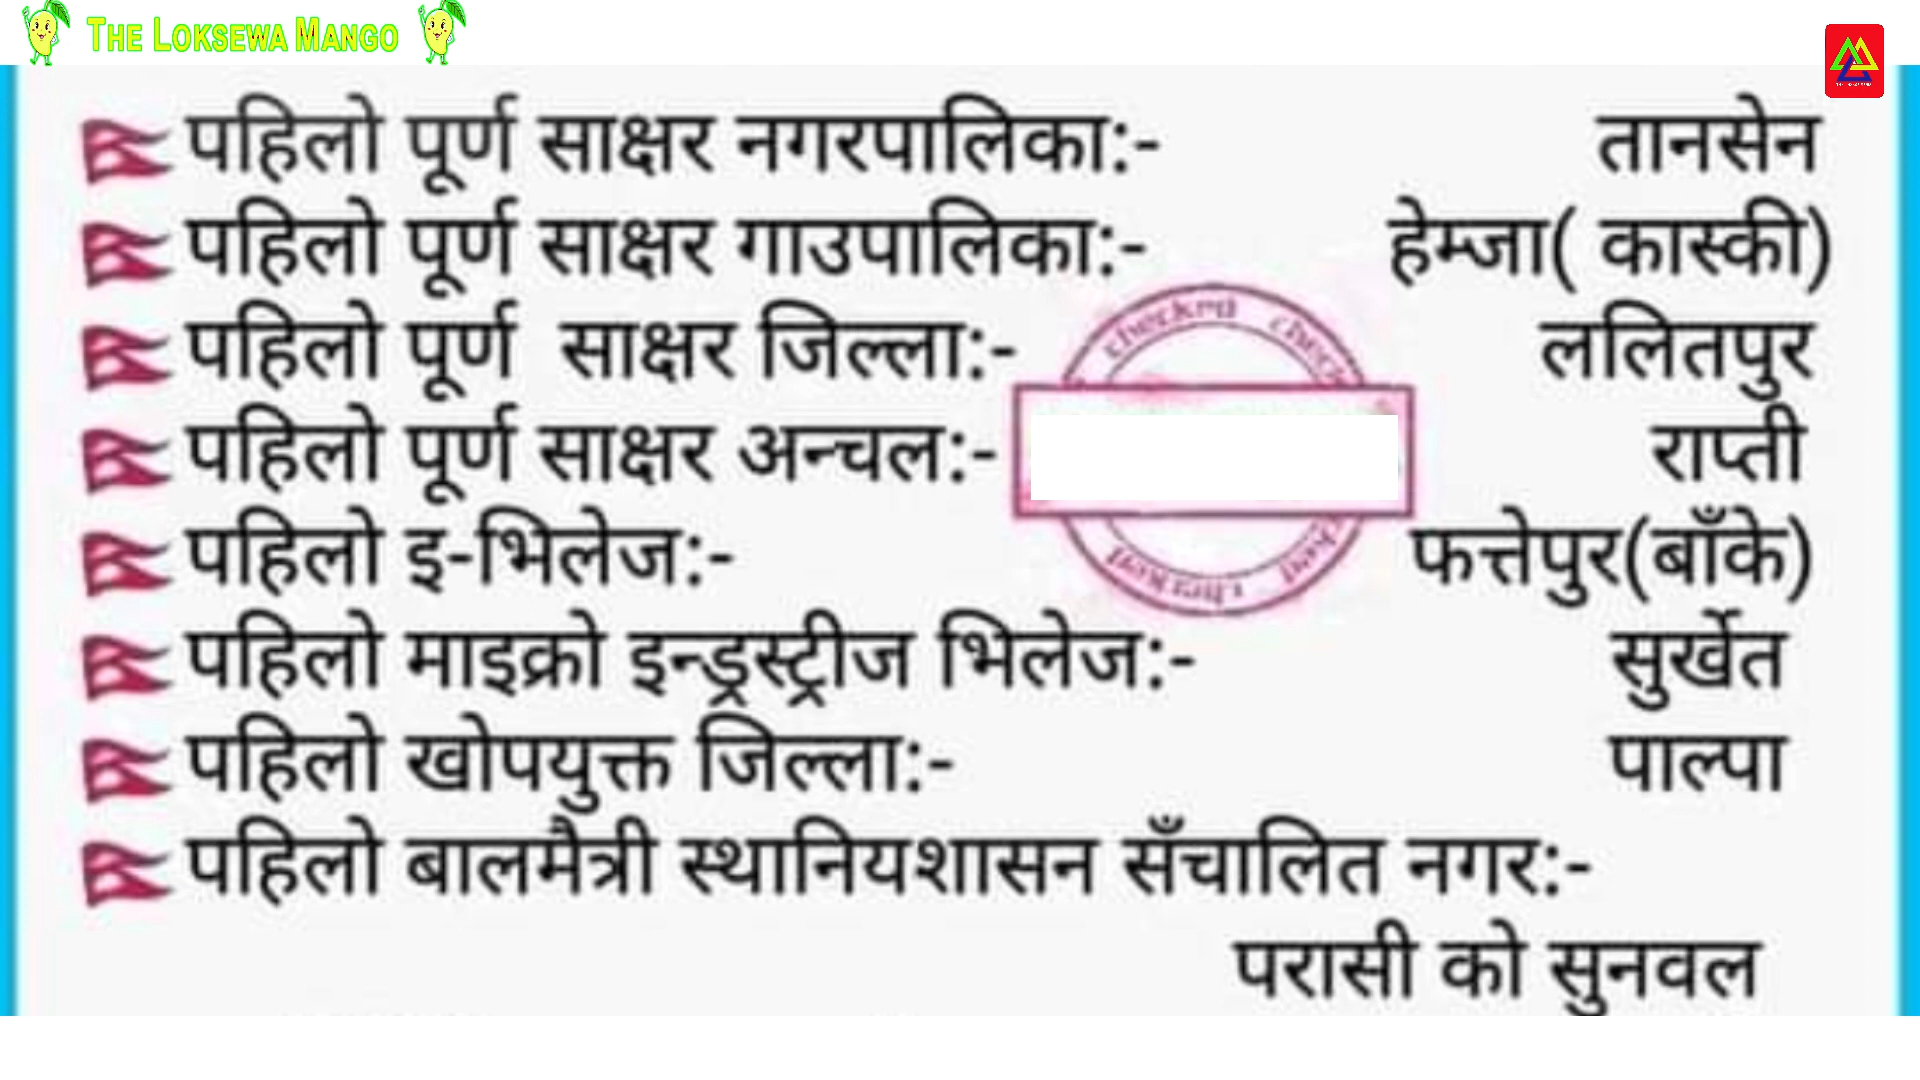 THE LOKSEWA MANGO
पहिलो पूर्ण साक्षर नगरपालिका:- तानसेन
पहिलो पूर्ण साक्षर गाउपालिका:- हेम्जा( कास्की)
पहिलो पूर्ण साक्षर जिल्ला:- ललितपुर
पहिलो पूर्ण साक्षर अन्चल:- राप्ती
पहिलो इ-भिलेज:- फत्तेपुर(बाँके)
पहिलो माइक्रो इन्ड्रस्ट्रीज भिलेज:- सुर्खेत
पहिलो खोपयुक्त जिल्ला:- पाल्पा
पहिलो बालमैत्री स्थानियशासन सँचालित नगर:-
परासी को सुनवल
checked